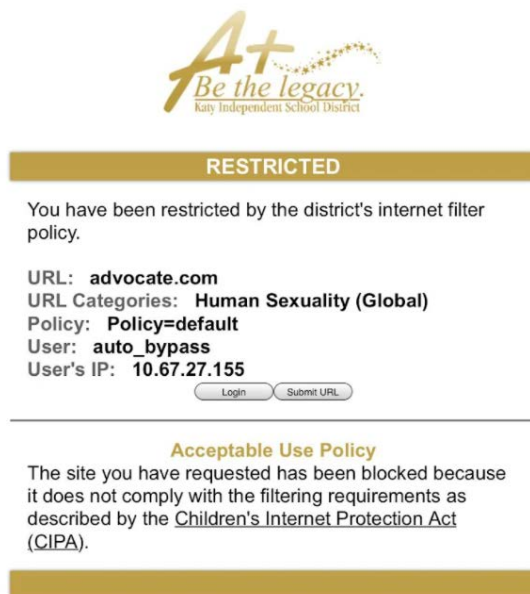 A+
Be the legacy.
Katy Independent School District
RESTRICTED
You have been restricted by the district's internet filter
policy.
URL: advocate.com
URL Categories: Human Sexuality (Global)
Policy: Policy=default
User: auto_bypass
User's IP: 10.67.27.155
Login Submit URL
Acceptable Use Policy
The site you have requested has been blocked because
it does not comply with the filtering requirements as
described by the Children's Internet Protection Act
(CIPA).